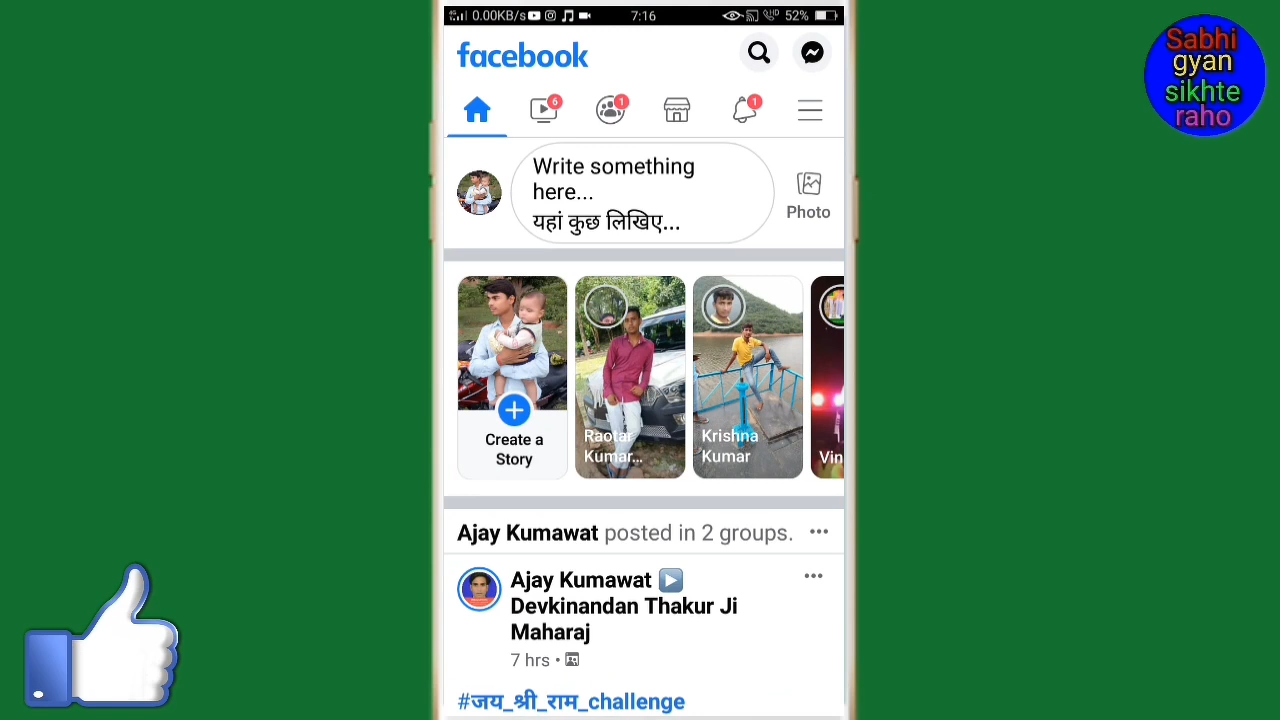 0.00KB/s 7:16 52%
facebook
6 1 1
Write something
here...
यहां कुछ लिखिए...
Photo
Create a
Story
Raotar
Kumar...
Krishna
Kumar
Vin
Ajay Kumawat posted in 2 groups.
Ajay Kumawat
Devkinandan Thakur Ji
Maharaj
7 hrs
#जय_श्री_राम_challenge
Sabhi
gyan
sikhte
raho